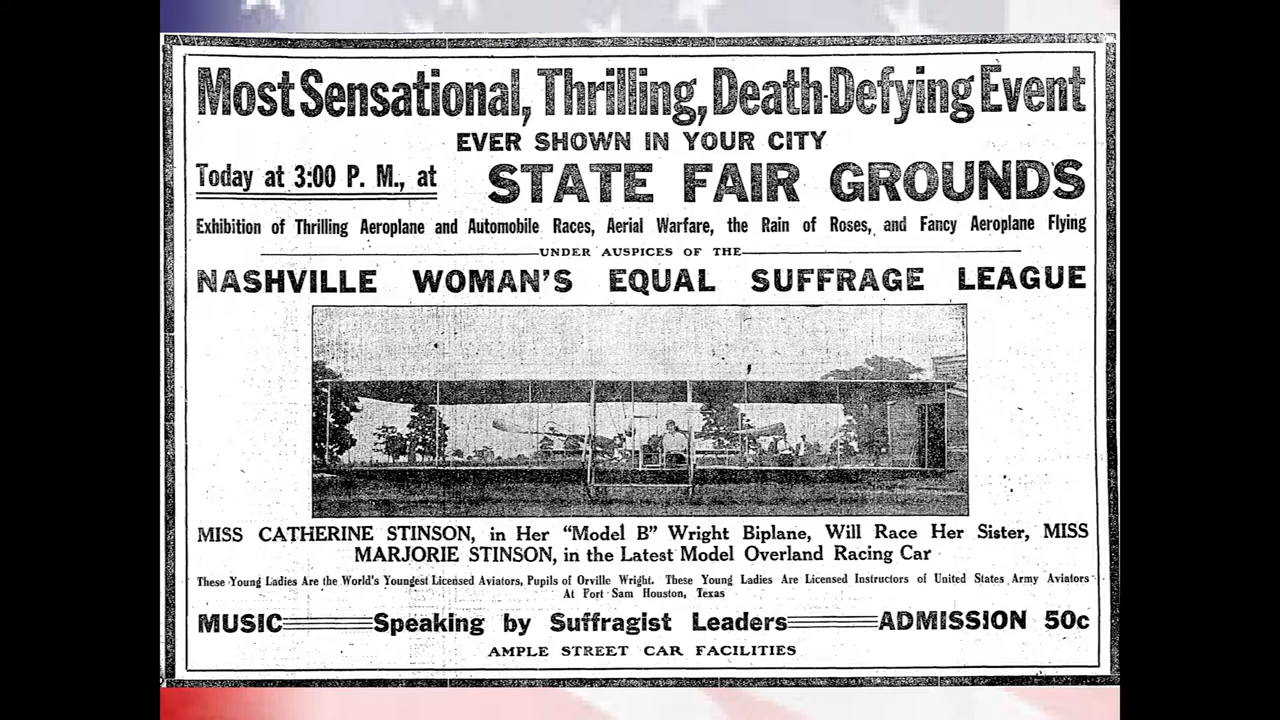 Most Sensational, Thrilling, Death-Defying Event
EVER SHOWN IN YOUR CITY
Today at 3:00 P. M., at STATE FAIR GROUNDS
Exhibition of Thrilling Aeroplane and Automobile Races, Aerial Warfare, the Rain of Roses, and Fancy Aeroplane Flying
UNDER AUSPICES OF THE
NASHVILLE WOMAN'S EQUAL SUFFRAGE LEAGUE
MISS CATHERINE STINSON, in Her "Model B" Wright Biplane, Will Race Her Sister, MISS
MARJORIE STINSON, in the Latest Model Overland Racing Car
These Young Ladies Are the World's Youngest Licensed Aviators, Pupils of Orville Wright. These Young Ladies Are Licensed Instructors of United States Army Aviators
At Fort Sam Houston, Texas
MUSIC Speaking by Suffragist Leaders ADMISSION 50c
AMPLE STREET CAR FACILITIES